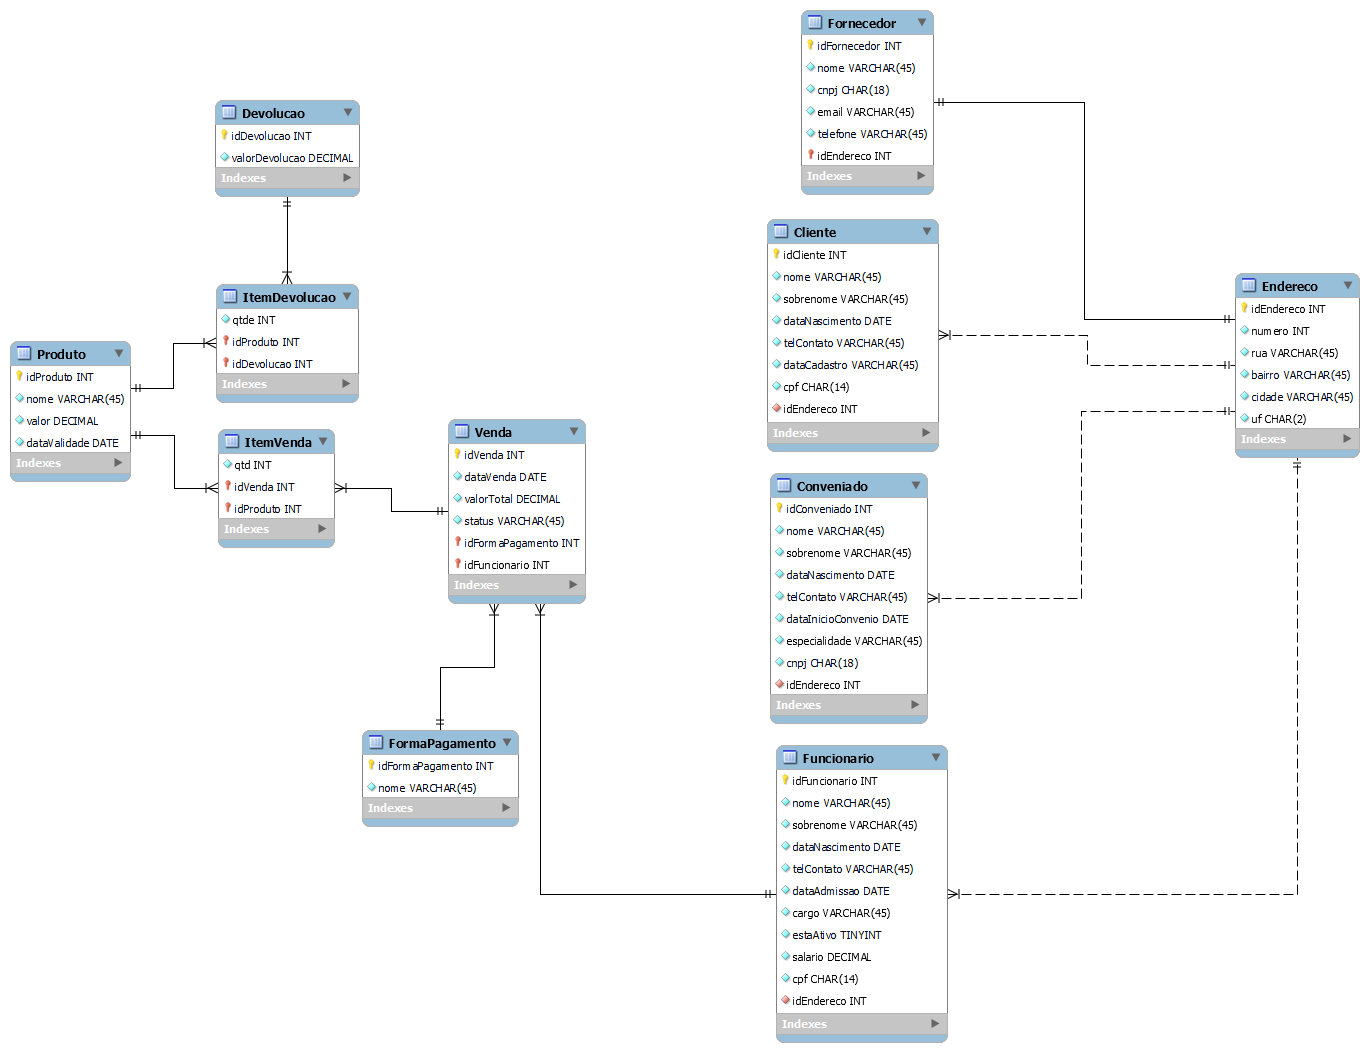 Fornecedor
idFornecedor INT
nome VARCHAR(45)
cnpj CHAR(18)
email VARCHAR(45)
telefone VARCHAR(45)
idEndereco INT
Indexes
Devolucao
idDevolucao INT
valorDevolucao DECIMAL
Indexes
Cliente
idCliente INT
nome VARCHAR(45)
sobrenome VARCHAR(45)
dataNascimento DATE
telContato VARCHAR(45)
dataCadastro VARCHAR(45)
cpf CHAR(14)
idEndereco INT
Indexes
Endereco
idEndereco INT
numero INT
rua VARCHAR(45)
bairro VARCHAR(45)
cidade VARCHAR(45)
uf CHAR(2)
Indexes
ItemDevolucao
qtde INT
idProduto INT
idDevolucao INT
Indexes
Produto
idProduto INT
nome VARCHAR(45)
valor DECIMAL
dataValidade DATE
Indexes
ItemVenda
qtd INT
idVenda INT
idProduto INT
Indexes
Venda
idVenda INT
dataVenda DATE
valorTotal DECIMAL
status VARCHAR(45)
idFormaPagamento INT
idFuncionario INT
Indexes
Conveniado
idConveniado INT
nome VARCHAR(45)
sobrenome VARCHAR(45)
dataNascimento DATE
telContato VARCHAR(45)
dataInicioConvenio DATE
especialidade VARCHAR(45)
cnpj CHAR(18)
idEndereco INT
Indexes
FormaPagamento
idFormaPagamento INT
nome VARCHAR(45)
Indexes
Funcionario
idFuncionario INT
nome VARCHAR(45)
sobrenome VARCHAR(45)
dataNascimento DATE
telContato VARCHAR(45)
dataAdmissao DATE
cargo VARCHAR(45)
estaAtivo TINYINT
salario DECIMAL
cpf CHAR(14)
idEndereco INT
Indexes